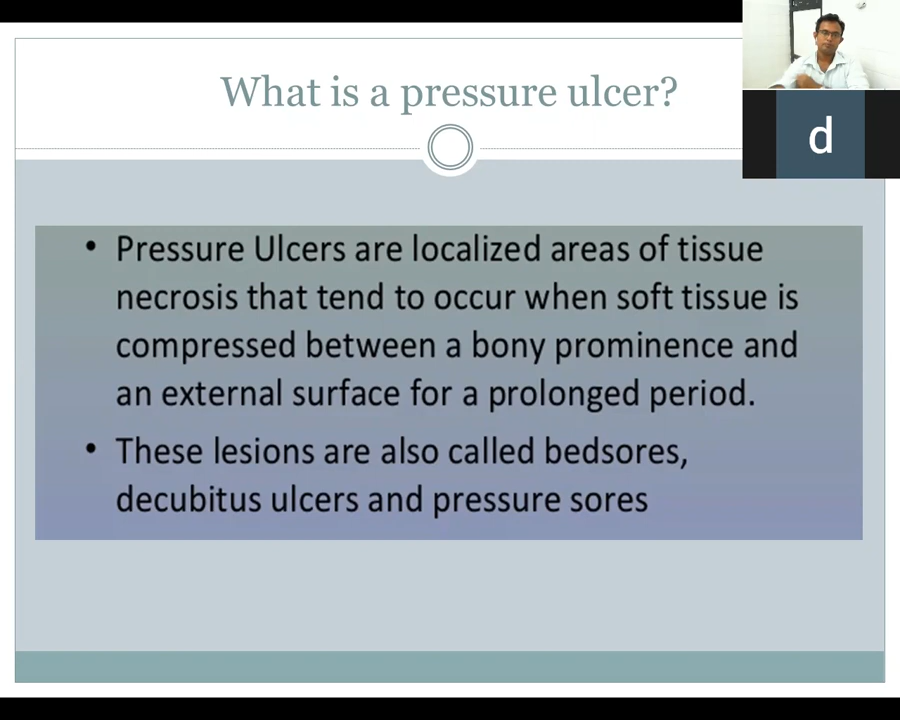 What is a pressure ulcer?
d
• Pressure Ulcers are localized areas of tissue
necrosis that tend to occur when soft tissue is
compressed between a bony prominence and
an external surface for a prolonged period.
• These lesions are also called bedsores,
decubitus ulcers and pressure sores